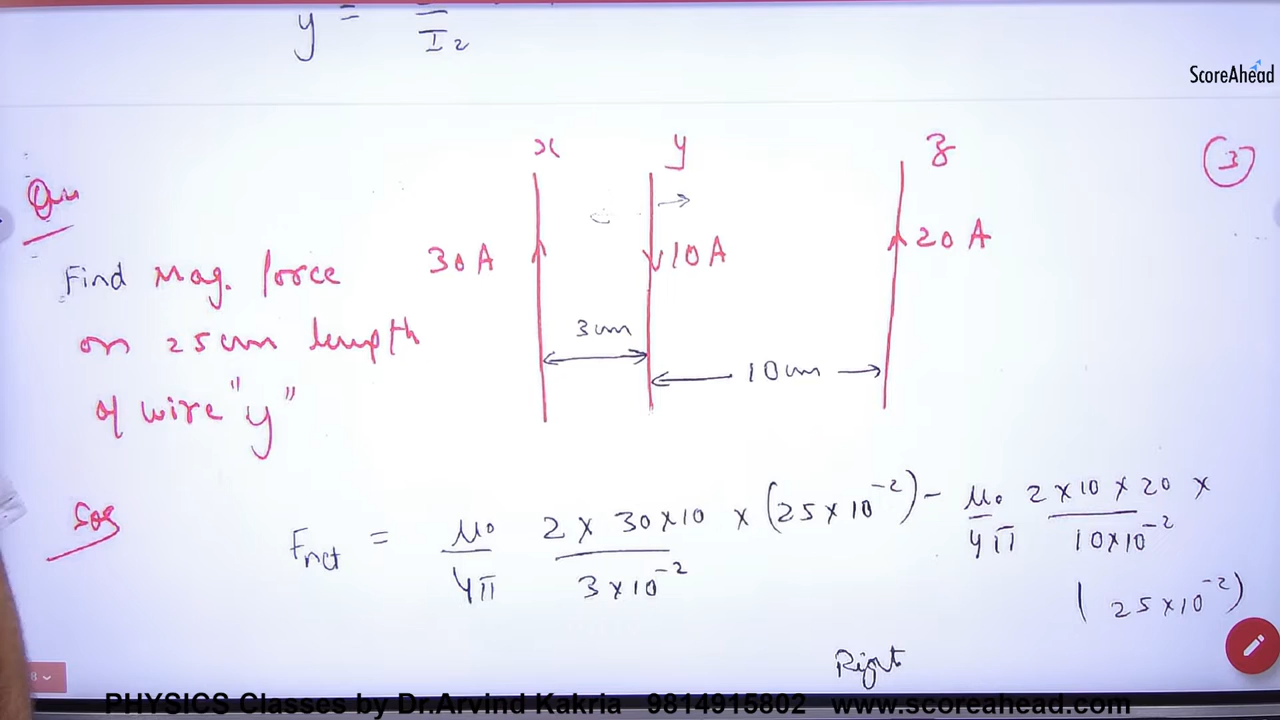 y = I / I₂
ScoreAhead
x y z
3
Qu
30 A 10 A 20 A
Find Mag. force
on 25 cm length
of wire "y"
3 cm
10 cm
Sol
Fnet = μ₀/4π 2 × 30 × 10 / 3 × 10⁻² × (25 × 10⁻²) − μ₀/4π 2 × 10 × 20 / 10 × 10⁻² ×
(25 × 10⁻²)
Right
8
PHYSICS Classes by Dr.Arvind Kakria 9814915802 www.scoreahead.com